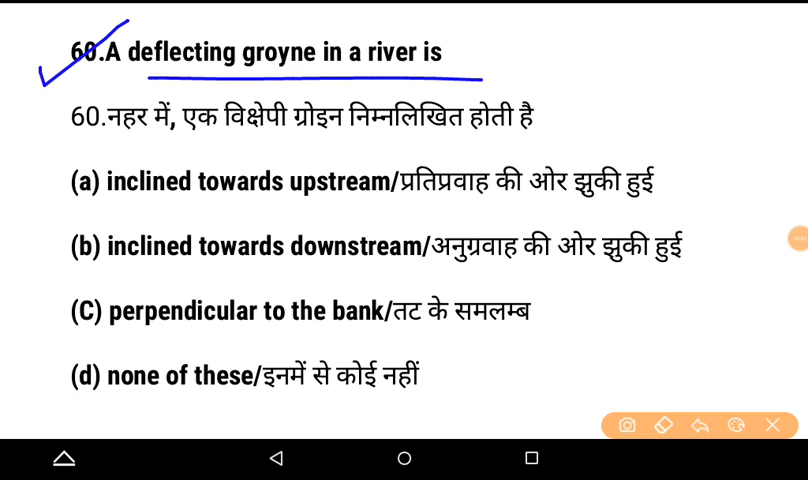 60.A deflecting groyne in a river is
60.नहर में, एक विक्षेपी ग्रोइन निम्नलिखित होती है
(a) inclined towards upstream/प्रतिप्रवाह की ओर झुकी हुई
(b) inclined towards downstream/अनुग्रवाह की ओर झुकी हुई
(C) perpendicular to the bank/तट के समलम्ब
(d) none of these/इनमें से कोई नहीं